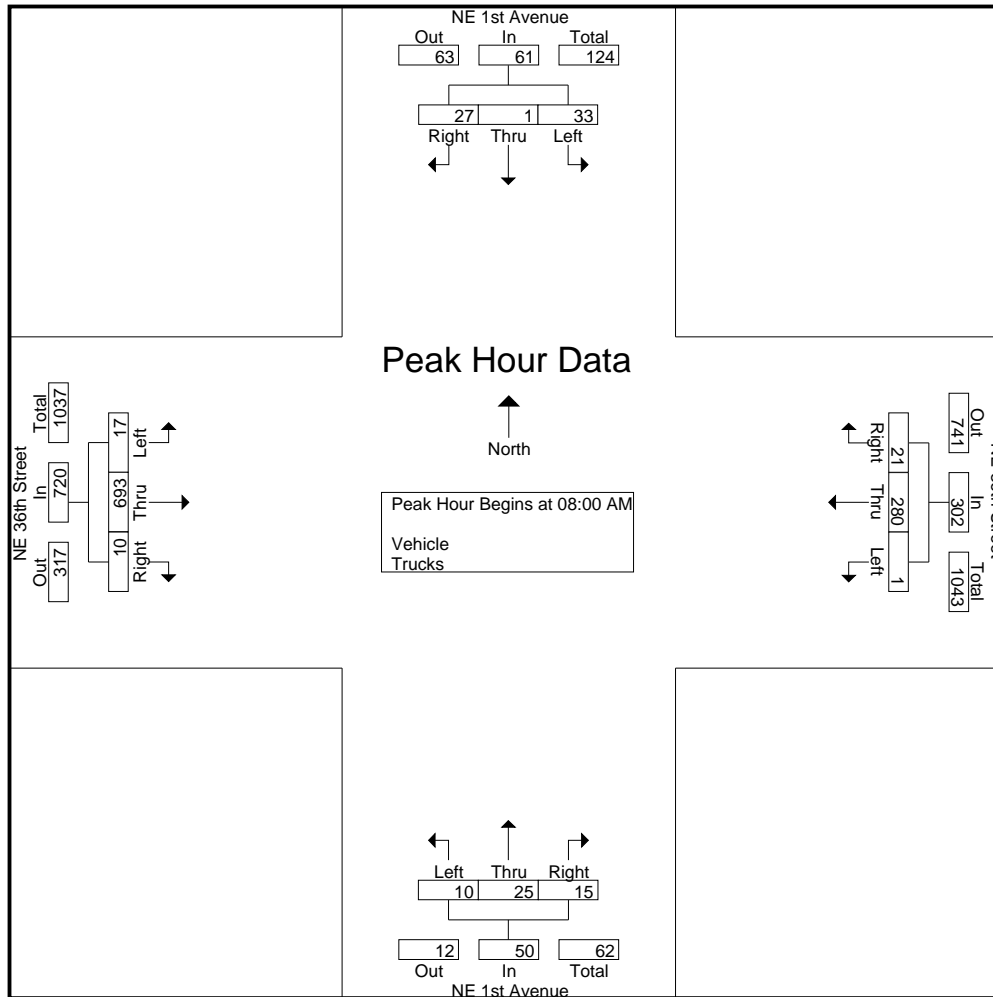 NE 1st Avenue
Out In Total
63 61 124
27 1 33
Right Thru Left
Peak Hour Data
North
Peak Hour Begins at 08:00 AM
Vehicle
Trucks
NE 36th Street
Out In Total
317 720 1037
10 693 17
Right Thru Left
Out In Total
741 302 1043
21 280 1
Right Thru Left
Left Thru Right
10 25 15
12 50 62
Out In Total
NE 1st Avenue